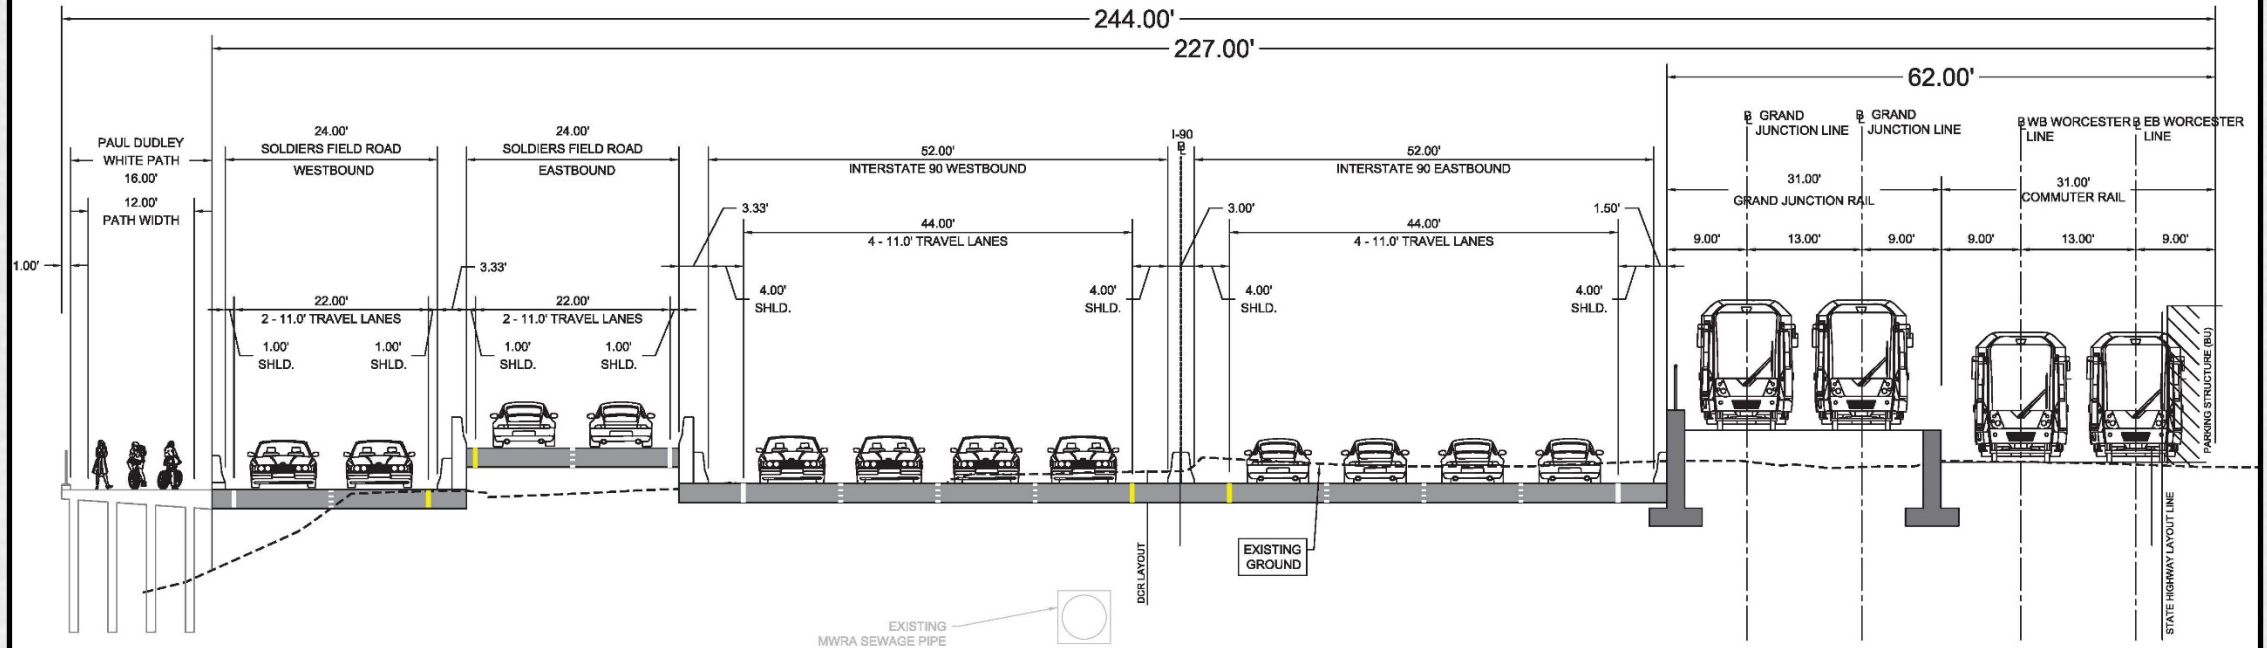 244.00'
227.00'
62.00'
PAUL DUDLEY
WHITE PATH
16.00'
12.00'
PATH WIDTH
1.00'
24.00'
SOLDIERS FIELD ROAD
WESTBOUND
22.00'
2 - 11.0' TRAVEL LANES
1.00'
SHLD.
1.00'
SHLD.
3.33'
24.00'
SOLDIERS FIELD ROAD
EASTBOUND
22.00'
2 - 11.0' TRAVEL LANES
1.00'
SHLD.
1.00'
SHLD.
3.33'
52.00'
INTERSTATE 90 WESTBOUND
44.00'
4 - 11.0' TRAVEL LANES
4.00'
SHLD.
4.00'
SHLD.
I-90
BL
3.00'
52.00'
INTERSTATE 90 EASTBOUND
44.00'
4 - 11.0' TRAVEL LANES
4.00'
SHLD.
4.00'
SHLD.
1.50'
BL GRAND
JUNCTION LINE
BL GRAND
JUNCTION LINE
BL WB WORCESTER
LINE
BL EB WORCESTER
LINE
31.00'
GRAND JUNCTION RAIL
31.00'
COMMUTER RAIL
9.00'
13.00'
9.00'
9.00'
13.00'
9.00'
PARKING STRUCTURE (BU)
STATE HIGHWAY LAYOUT LINE
DCR LAYOUT
EXISTING
GROUND
EXISTING
MWRA SEWAGE PIPE